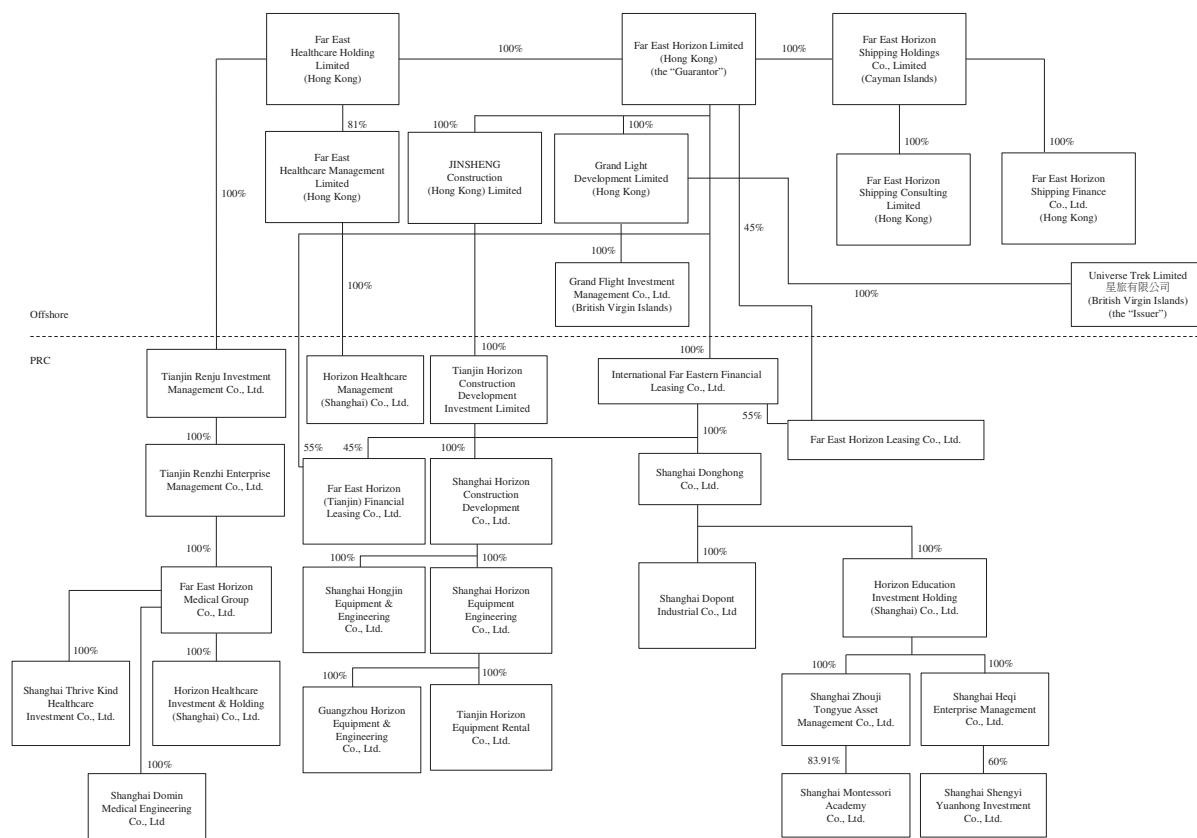 Far East
Healthcare Holding
Limited
(Hong Kong)
100%
Far East Horizon Limited
(Hong Kong)
(the “Guarantor”)
100%
Far East Horizon
Shipping Holdings
Co., Limited
(Cayman Islands)
81%
100%
100%
100%
100%
Far East
Healthcare Management
Limited
(Hong Kong)
JINSHENG
Construction
(Hong Kong) Limited
Grand Light
Development Limited
(Hong Kong)
Far East Horizon
Shipping Consulting
Limited
(Hong Kong)
Far East Horizon
Shipping Finance
Co., Ltd.
(Hong Kong)
100%
45%
100%
100%
Grand Flight Investment
Management Co., Ltd.
(British Virgin Islands)
100%
Universe Trek Limited
星旅有限公司
(British Virgin Islands)
(the “Issuer”)
Offshore
PRC
100%
100%
Tianjin Renju Investment
Management Co., Ltd.
Horizon Healthcare
Management
(Shanghai) Co., Ltd.
Tianjin Horizon
Construction
Development
Investment Limited
International Far Eastern Financial
Leasing Co., Ltd.
55%
Far East Horizon Leasing Co., Ltd.
100%
55%
45%
100%
100%
Tianjin Renzhi Enterprise
Management Co., Ltd.
Far East Horizon
(Tianjin) Financial
Leasing Co., Ltd.
Shanghai Horizon
Construction
Development
Co., Ltd.
Shanghai Donghong
Co., Ltd.
100%
100%
100%
100%
100%
Far East Horizon
Medical Group
Co., Ltd.
Shanghai Hongjin
Equipment &
Engineering
Co., Ltd.
Shanghai Horizon
Equipment
Engineering
Co., Ltd.
Shanghai Dopont
Industrial Co., Ltd
Horizon Education
Investment Holding
(Shanghai) Co., Ltd.
100%
100%
100%
100%
100%
100%
Shanghai Thrive Kind
Healthcare
Investment Co., Ltd.
Horizon Healthcare
Investment & Holding
(Shanghai) Co., Ltd.
Guangzhou Horizon
Equipment &
Engineering
Co., Ltd.
Tianjin Horizon
Equipment Rental
Co., Ltd.
Shanghai Zhouji
Tongyue Asset
Management Co., Ltd.
Shanghai Heqi
Enterprise Management
Co., Ltd.
100%
83.91%
60%
Shanghai Domin
Medical Engineering
Co., Ltd
Shanghai Montessori
Academy
Co., Ltd.
Shanghai Shengyi
Yuanhong Investment
Co., Ltd.